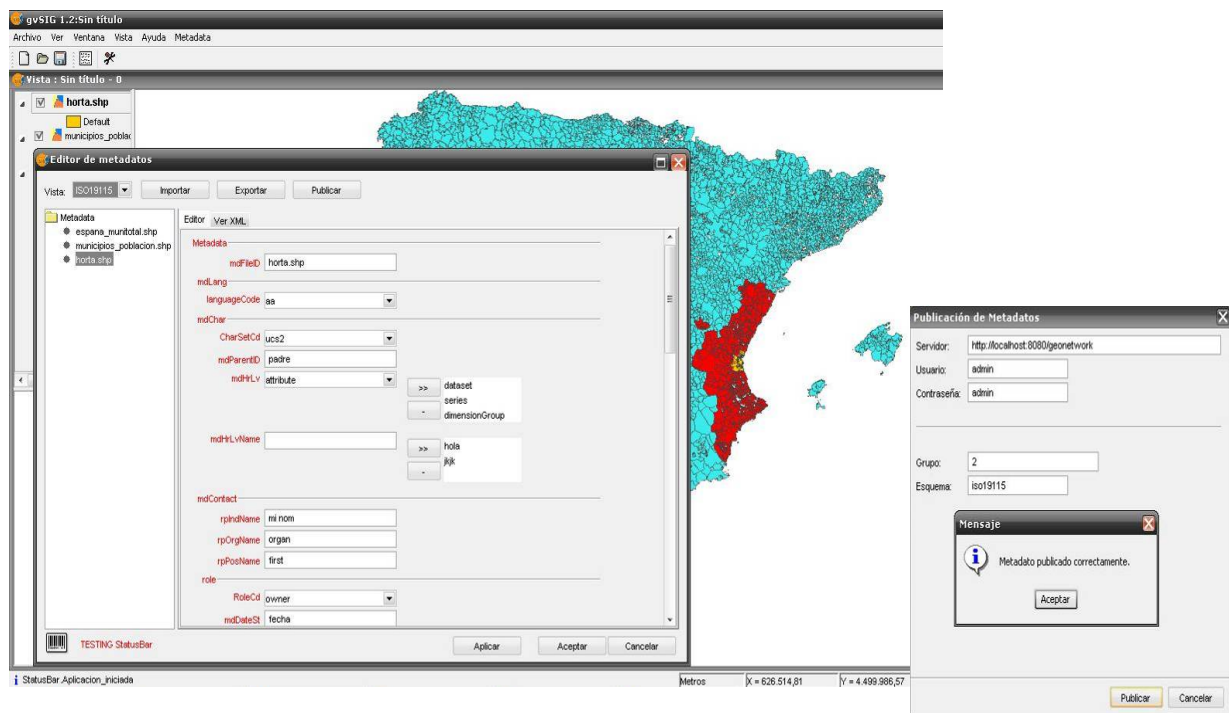 gvSIG 1.2:Sin título
Archivo Ver Ventana Vista Ayuda Metadata
Vista : Sin título - 0
horta.shp
Default
municipios_poblac
Editor de metadatos
Vista: ISO19115 Importar Exportar Publicar
Metadata
espana_munitotal.shp
municipios_poblacion.shp
horta.shp
Editor Ver XML
Metadata
mdFileID horta.shp
mdLang
languageCode aa
mdChar
CharSetCd ucs2
mdParentID padre
mdHrLv attribute
>> dataset
series
- dimensionGroup
mdHrLvName
>> hola
jkjk
-
mdContact
rpIndName mi nom
rpOrgName organ
rpPosName first
role
RoleCd owner
mdDateSt fecha
TESTING StatusBar
Aplicar Aceptar Cancelar
StatusBar.Aplicacion_iniciada
Metros X = 626.514,81 Y = 4.499.986,57
Publicación de Metadatos
Servidor: http://localhost:8080/geonetwork
Usuario: admin
Contraseña: admin
Grupo: 2
Esquema: iso19115
Mensaje
Metadato publicado correctamente.
Aceptar
Publicar Cancelar